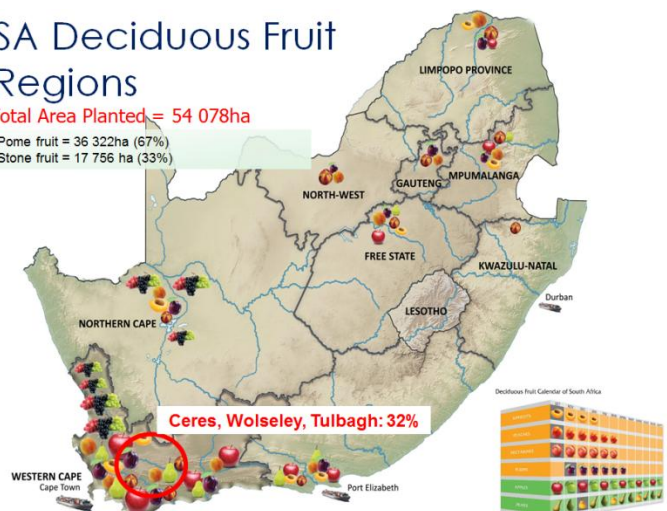 SA Deciduous Fruit
Regions
Total Area Planted = 54 078ha
Pome fruit = 36 322ha (67%)
Stone fruit = 17 756 ha (33%)
LIMPOPO PROVINCE
NORTH-WEST
GAUTENG
MPUMALANGA
FREE STATE
KWAZULU-NATAL
LESOTHO
Durban
NORTHERN CAPE
Deciduous Fruit Calendar of South Africa
Ceres, Wolseley, Tulbagh: 32%
WESTERN CAPE
Cape Town
Port Elizabeth